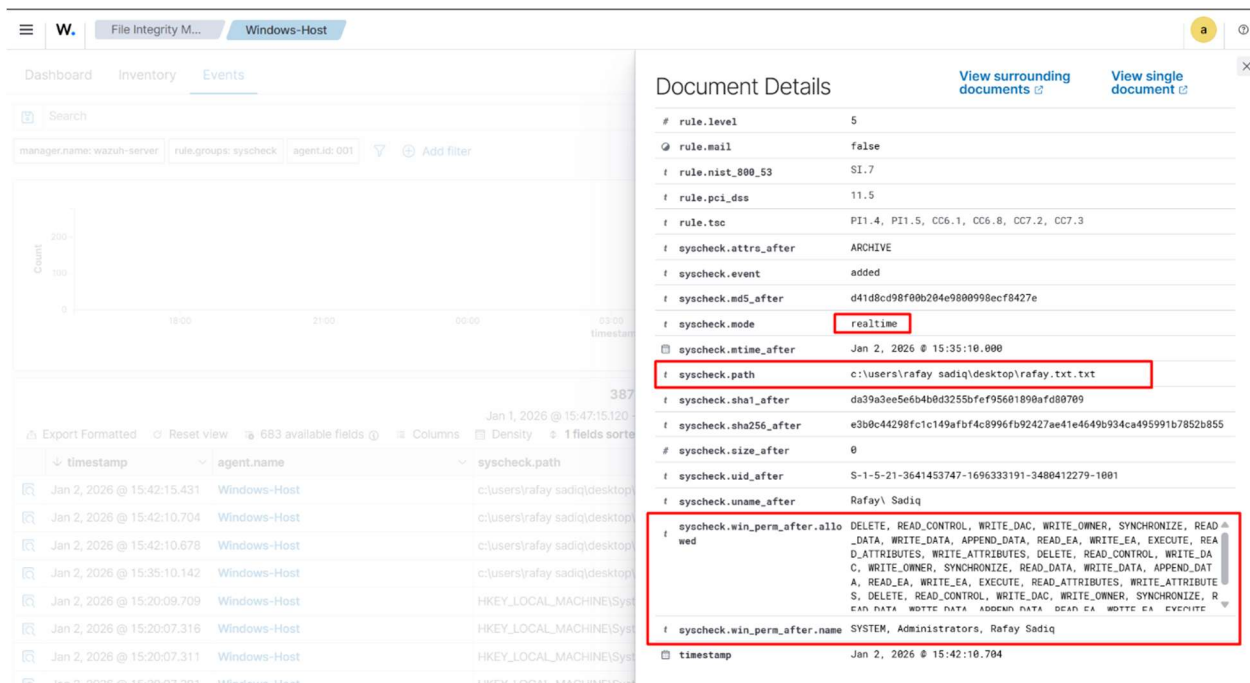 W. File Integrity M... Windows-Host a
Dashboard Inventory Events
Search
manager.name: wazuh-server rule.groups: syscheck agent.id: 001 Add filter
Count
200
100
0
18:00 21:00 00:00 03:00
timestam
387
Jan 1, 2026 @ 15:47:15.120 -
Export Formatted Reset view 683 available fields Columns Density 1 fields sorte
timestamp agent.name syscheck.path
Jan 2, 2026 @ 15:42:15.431 Windows-Host c:\users\rafay sadiq\desktop\
Jan 2, 2026 @ 15:42:10.704 Windows-Host c:\users\rafay sadiq\desktop\
Jan 2, 2026 @ 15:42:10.678 Windows-Host c:\users\rafay sadiq\desktop\
Jan 2, 2026 @ 15:35:10.142 Windows-Host c:\users\rafay sadiq\desktop\
Jan 2, 2026 @ 15:20:09.709 Windows-Host HKEY_LOCAL_MACHINE\Syst
Jan 2, 2026 @ 15:20:07.316 Windows-Host HKEY_LOCAL_MACHINE\Syst
Jan 2, 2026 @ 15:20:07.311 Windows-Host HKEY_LOCAL_MACHINE\Syst
Document Details
View surrounding
documents
View single
document
# rule.level 5
rule.mail false
t rule.nist_800_53 SI.7
t rule.pci_dss 11.5
t rule.tsc PI1.4, PI1.5, CC6.1, CC6.8, CC7.2, CC7.3
t syscheck.attrs_after ARCHIVE
t syscheck.event added
t syscheck.md5_after d41d8cd98f00b204e9800998ecf8427e
t syscheck.mode realtime
syscheck.mtime_after Jan 2, 2026 @ 15:35:10.000
t syscheck.path c:\users\rafay sadiq\desktop\rafay.txt.txt
t syscheck.sha1_after da39a3ee5e6b4b0d3255bfef95601890afd80709
t syscheck.sha256_after e3b0c44298fc1c149afbf4c8996fb92427ae41e4649b934ca495991b7852b855
# syscheck.size_after 0
t syscheck.uid_after S-1-5-21-3641453747-1696333191-3480412279-1001
t syscheck.uname_after Rafay\ Sadiq
t syscheck.win_perm_after.allo
wed
DELETE, READ_CONTROL, WRITE_DAC, WRITE_OWNER, SYNCHRONIZE, READ
_DATA, WRITE_DATA, APPEND_DATA, READ_EA, WRITE_EA, EXECUTE, REA
D_ATTRIBUTES, WRITE_ATTRIBUTES, DELETE, READ_CONTROL, WRITE_DA
C, WRITE_OWNER, SYNCHRONIZE, READ_DATA, WRITE_DATA, APPEND_DAT
A, READ_EA, WRITE_EA, EXECUTE, READ_ATTRIBUTES, WRITE_ATTRIBUTE
S, DELETE, READ_CONTROL, WRITE_DAC, WRITE_OWNER, SYNCHRONIZE, R
EAD_DATA, WRITE_DATA, APPEND_DATA, READ_EA, WRITE_EA, EXECUTE
t syscheck.win_perm_after.name SYSTEM, Administrators, Rafay Sadiq
timestamp Jan 2, 2026 @ 15:42:10.704